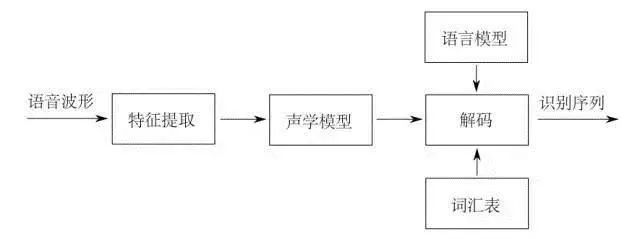 语言模型
语音波形
特征提取
声学模型
解码
识别序列
词汇表